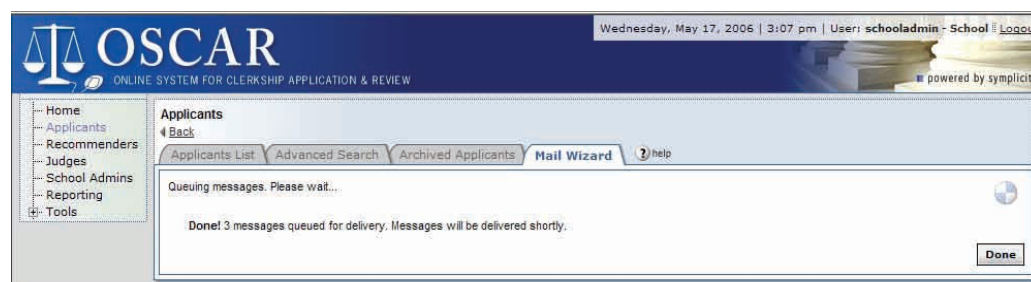 Wednesday, May 17, 2006 | 3:07 pm | User: schooladmin - School
OSCAR
ONLINE SYSTEM FOR CLERKSHIP APPLICATION & REVIEW
powered by
Home
Applicants
Recommenders
Judges
School Admins
Reporting
Tools
Applicants
Back
Applicants List Advanced Search Archived Applicants Mail Wizard ? help
Queuing messages. Please wait...
Done! 3 messages queued for delivery. Messages will be delivered shortly.
Done